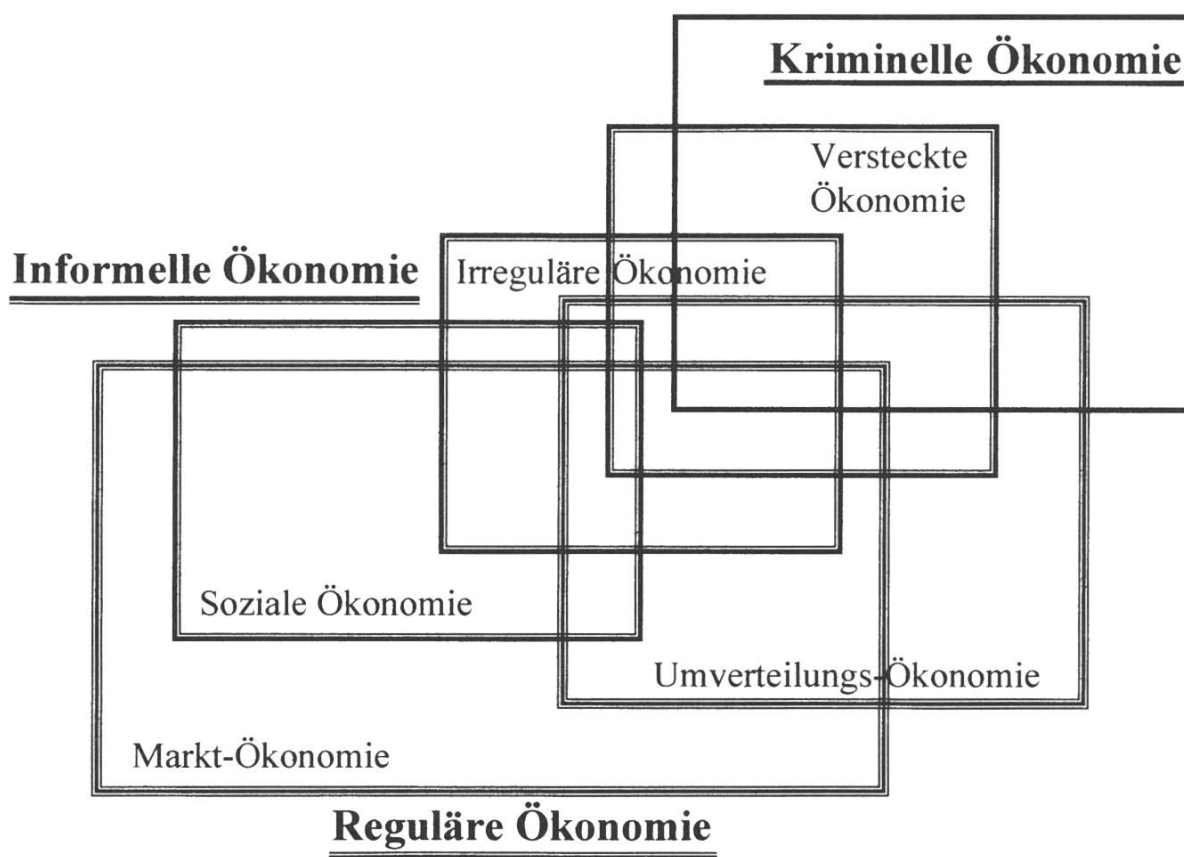 Kriminelle Ökonomie
Versteckte
Ökonomie
Informelle Ökonomie
Irreguläre Ökonomie
Soziale Ökonomie
Umverteilungs-Ökonomie
Markt-Ökonomie
Reguläre Ökonomie